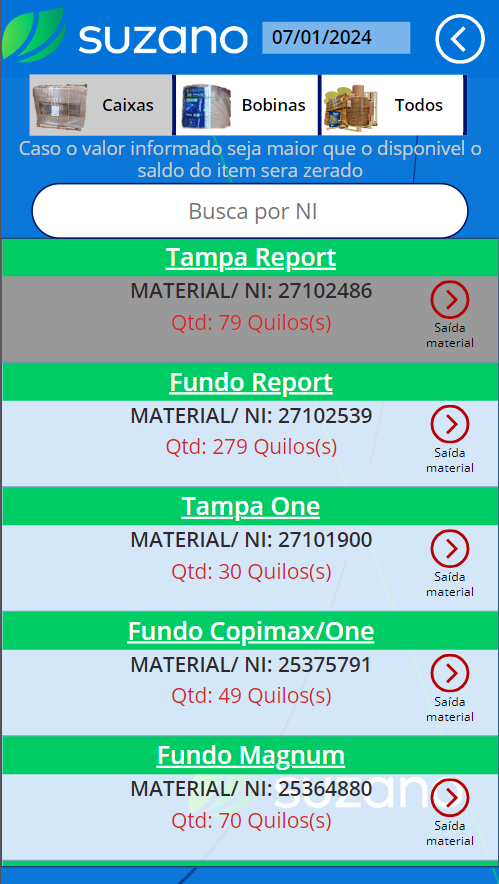 suzano
07/01/2024
Caixas
Bobinas
Todos
Caso o valor informado seja maior que o disponivel o
saldo do item sera zerado
Busca por NI
Tampa Report
MATERIAL/ NI: 27102486
Qtd: 79 Quilos(s)
Saída
material
Fundo Report
MATERIAL/ NI: 27102539
Qtd: 279 Quilos(s)
Saída
material
Tampa One
MATERIAL/ NI: 27101900
Qtd: 30 Quilos(s)
Saída
material
Fundo Copimax/One
MATERIAL/ NI: 25375791
Qtd: 49 Quilos(s)
Saída
material
Fundo Magnum
MATERIAL/ NI: 25364880
suzano
Qtd: 70 Quilos(s)
Saída
material